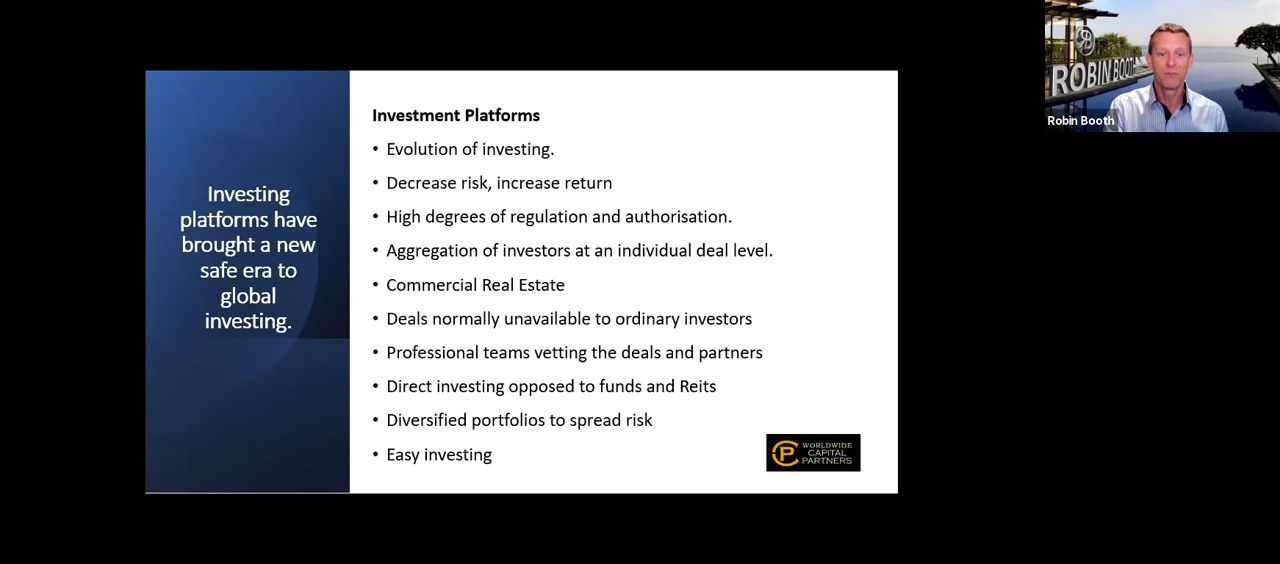 Investing
platforms have
brought a new
safe era to
global
investing.
Investment Platforms
• Evolution of investing.
• Decrease risk, increase return
• High degrees of regulation and authorisation.
• Aggregation of investors at an individual deal level.
• Commercial Real Estate
• Deals normally unavailable to ordinary investors
• Professional teams vetting the deals and partners
• Direct investing opposed to funds and Reits
• Diversified portfolios to spread risk
• Easy investing
WORLDWIDE
CAPITAL
PARTNERS
ROBIN BOOTH
Robin Booth